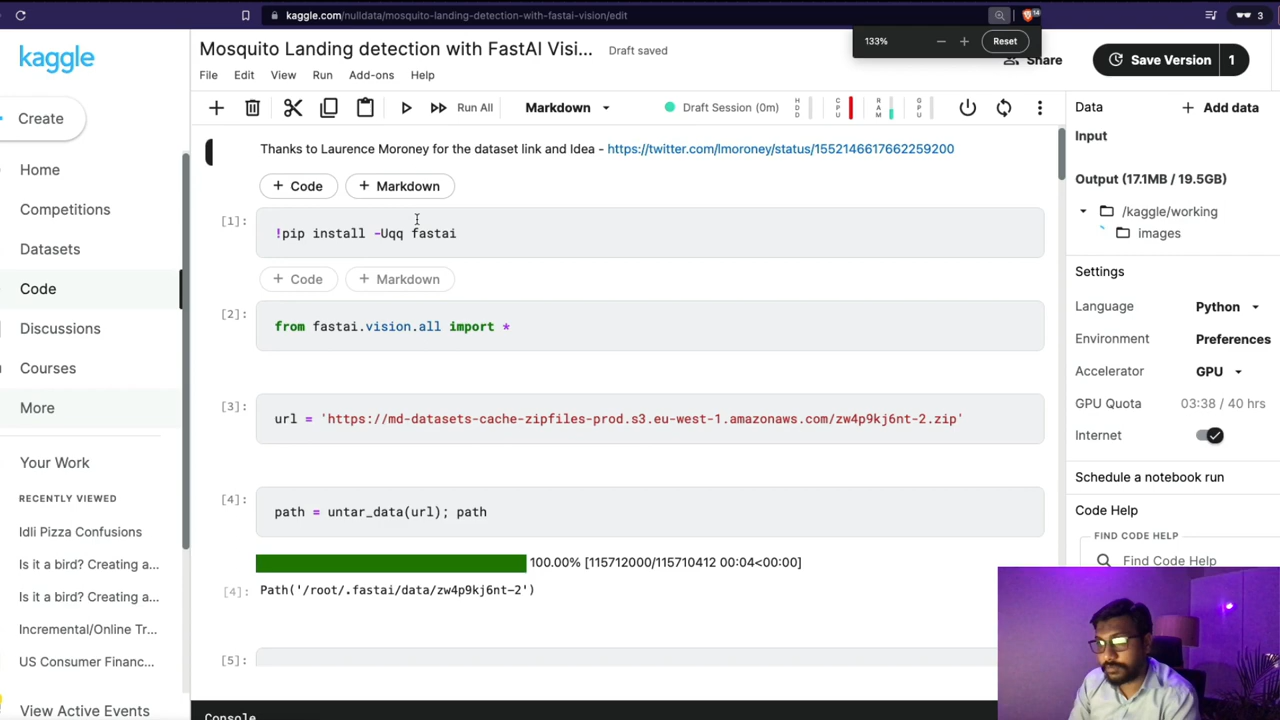 kaggle.com/nulldata/mosquito-landing-detection-with-fastai-vision/edit
14
3
133%
Reset
kaggle
Mosquito Landing detection with FastAI Visi...
Draft saved
Share
Save Version
1
File
Edit
View
Run
Add-ons
Help
Run All
Markdown
Draft Session (0m)
HDD
CPU
RAM
GPU
Create
Home
Competitions
Datasets
Code
Discussions
Courses
More
Your Work
RECENTLY VIEWED
Idli Pizza Confusions
Is it a bird? Creating a...
Is it a bird? Creating a...
Incremental/Online Tr...
US Consumer Financ...
View Active Events
Thanks to Laurence Moroney for the dataset link and Idea - https://twitter.com/lmoroney/status/1552146617662259200
+ Code
+ Markdown
[1]:
!pip install -Uqq fastai
+ Code
+ Markdown
[2]:
from fastai.vision.all import *
[3]:
url = 'https://md-datasets-cache-zipfiles-prod.s3.eu-west-1.amazonaws.com/zw4p9kj6nt-2.zip'
[4]:
path = untar_data(url); path
100.00% [115712000/115710412 00:04<00:00]
[4]:
Path('/root/.fastai/data/zw4p9kj6nt-2')
[5]:
Console
Data
+ Add data
Input
Output (17.1MB / 19.5GB)
/kaggle/working
images
Settings
Language
Python
Environment
Preferences
Accelerator
GPU
GPU Quota
03:38 / 40 hrs
Internet
Schedule a notebook run
Code Help
FIND CODE HELP
Find Code Help